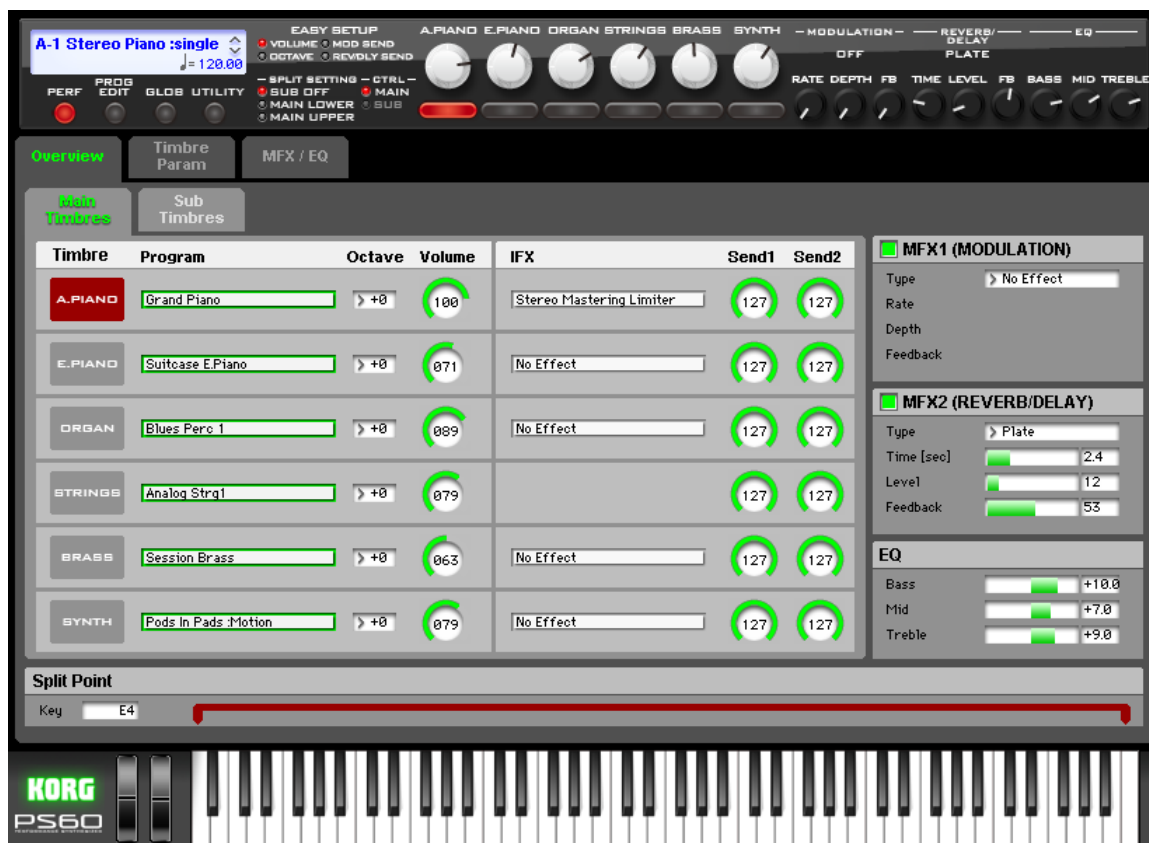 EASY SETUP
A.PIANO E.PIANO ORGAN STRINGS BRASS SYNTH
- MODULATION - REVERB/DELAY EQ
A-1 Stereo Piano :single
♩= 120.00
VOLUME MOD SEND
OCTAVE REVDLY SEND
OFF PLATE
- SPLIT SETTING - CTRL -
SUB OFF MAIN
MAIN LOWER SUB
MAIN UPPER
PERF PROG EDIT GLOB UTILITY
RATE DEPTH FB TIME LEVEL FB BASS MID TREBLE
Overview Timbre Param MFX / EQ
Main Timbres Sub Timbres
Timbre Program Octave Volume IFX Send1 Send2
A.PIANO Grand Piano +0 100 Stereo Mastering Limiter 127 127
E.PIANO Suitcase E.Piano +0 071 No Effect 127 127
ORGAN Blues Perc 1 +0 089 No Effect 127 127
STRINGS Analog Strg1 +0 079 127 127
BRASS Session Brass +0 063 No Effect 127 127
SYNTH Pods In Pads :Motion +0 079 No Effect 127 127
MFX1 (MODULATION)
Type > No Effect
Rate
Depth
Feedback
MFX2 (REVERB/DELAY)
Type > Plate
Time [sec] 2.4
Level 12
Feedback 53
EQ
Bass +10.0
Mid +7.0
Treble +9.0
Split Point
Key E4
KORG
PS60